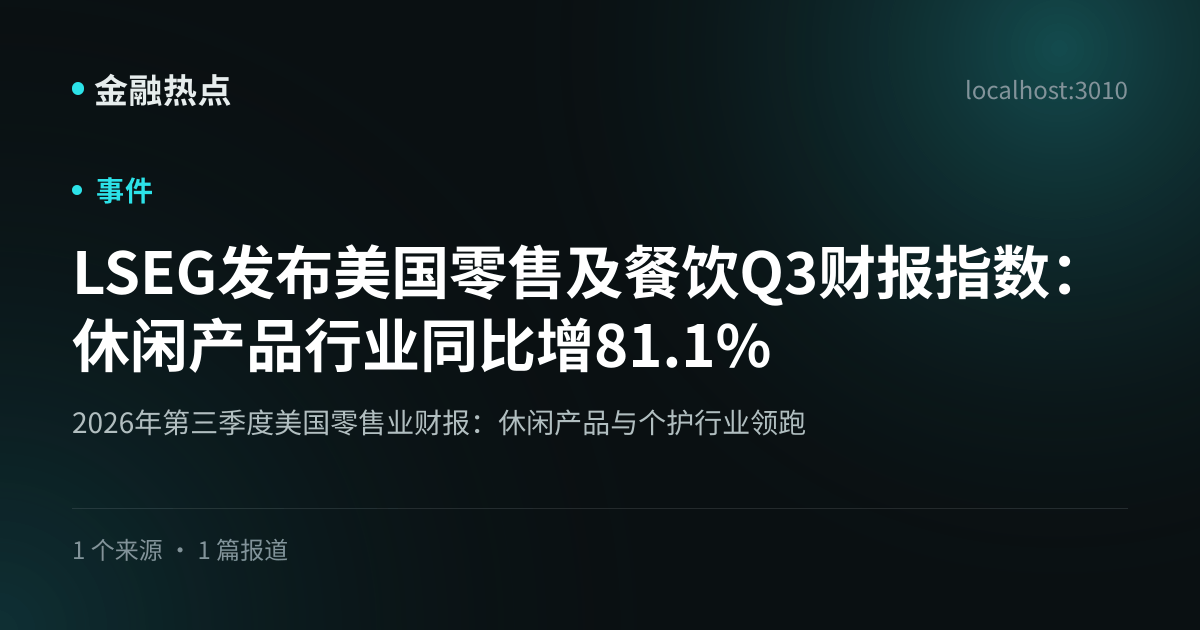 金融热点
localhost:3010
事件
LSEG发布美国零售及餐饮Q3财报指数：
休闲产品行业同比增81.1%
2026年第三季度美国零售业财报：休闲产品与个护行业领跑
1 个来源 · 1 篇报道